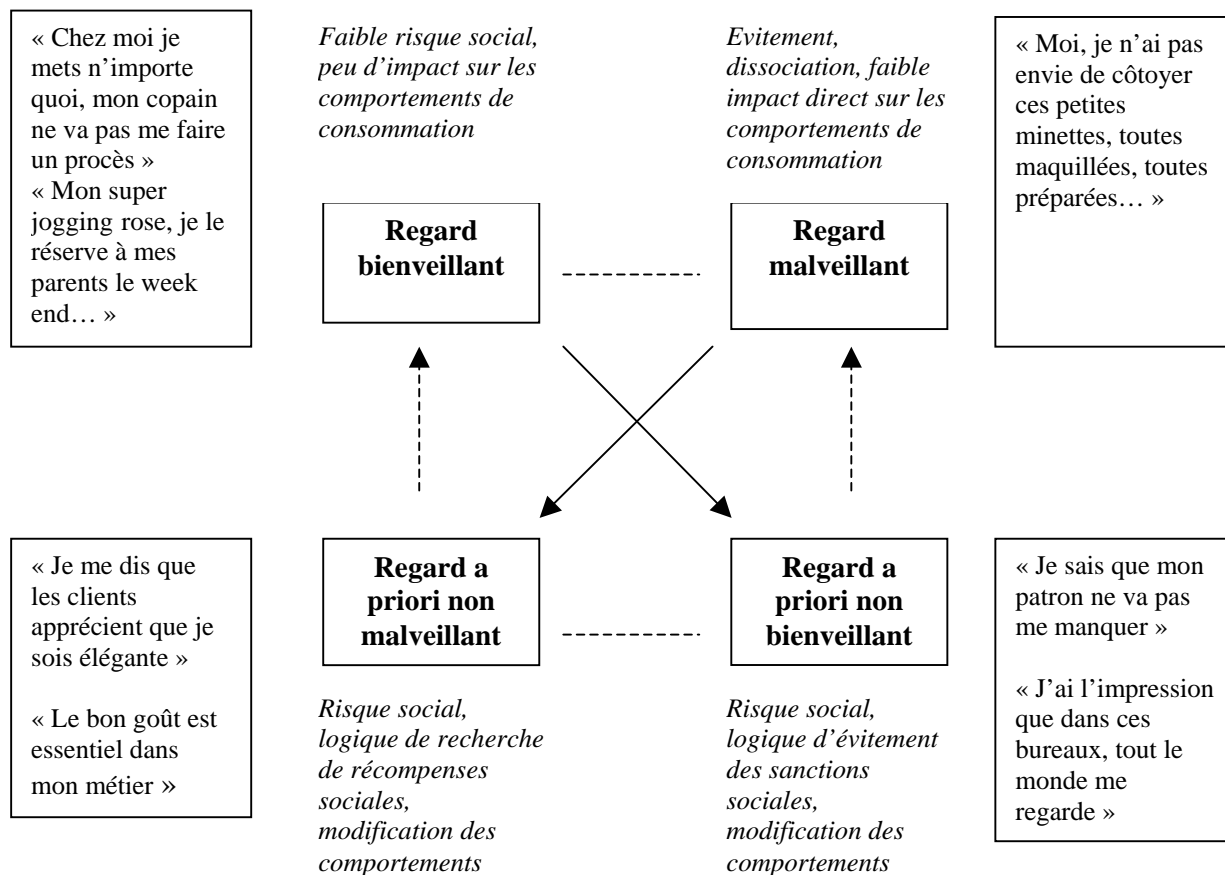 « Chez moi je
mets n’importe
quoi, mon copain
ne va pas me faire
un procès »
« Mon super
jogging rose, je le
réserve à mes
parents le week
end… »
Faible risque social,
peu d’impact sur les
comportements de
consommation
Evitement,
dissociation, faible
impact direct sur les
comportements de
consommation
« Moi, je n’ai pas
envie de côtoyer
ces petites
minettes, toutes
maquillées, toutes
préparées… »
Regard
bienveillant
Regard
malveillant
« Je me dis que
les clients
apprécient que je
sois élégante »
« Le bon goût est
essentiel dans
mon métier »
Regard a
priori non
malveillant
Regard a
priori non
bienveillant
« Je sais que mon
patron ne va pas
me manquer »
« J’ai l’impression
que dans ces
bureaux, tout le
monde me
regarde »
Risque social,
logique de recherche
de récompenses
sociales,
modification des
comportements
Risque social,
logique d’évitement
des sanctions
sociales,
modification des
comportements